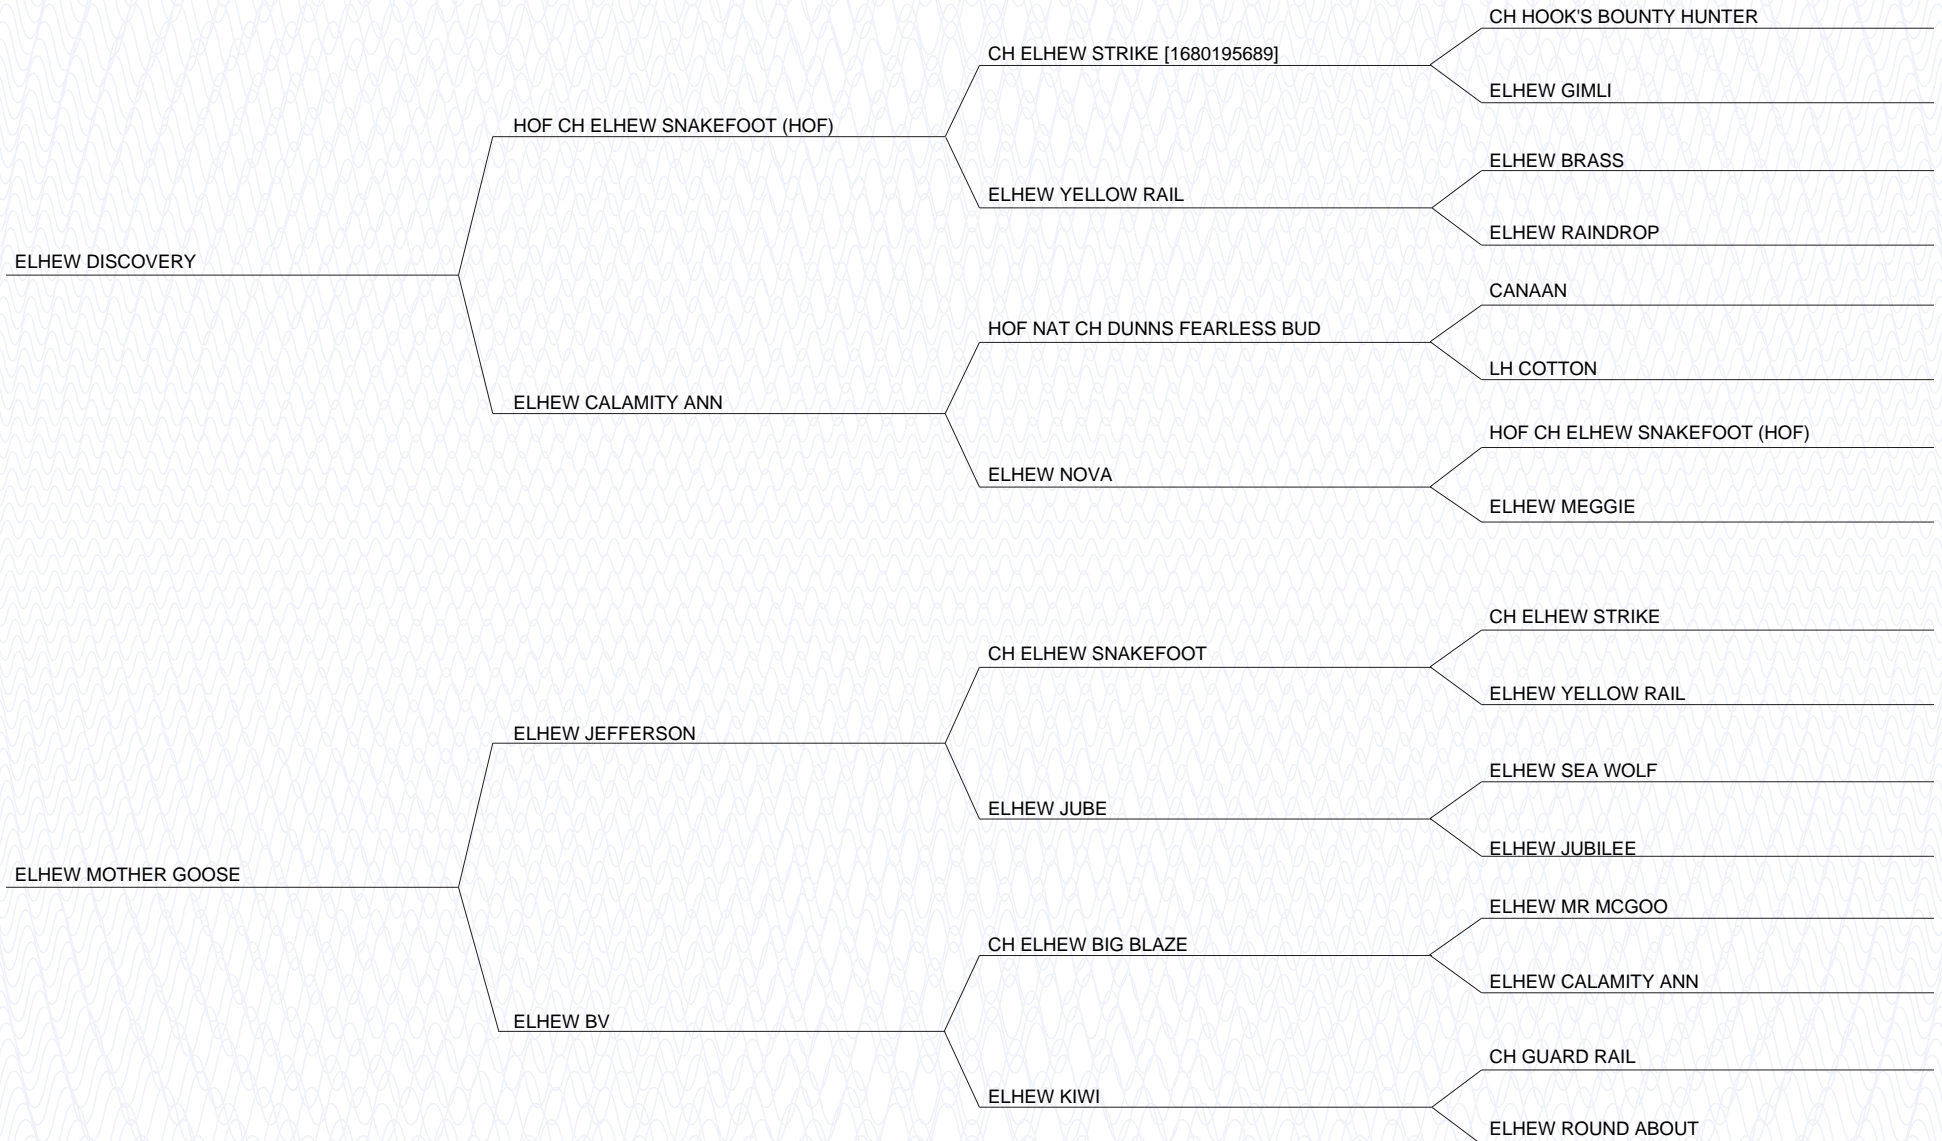 CH HOOK'S BOUNTY HUNTER
CH ELHEW STRIKE [1680195689]
ELHEW GIMLI
HOF CH ELHEW SNAKEFOOT (HOF)
ELHEW BRASS
ELHEW YELLOW RAIL
ELHEW RAINDROP
ELHEW DISCOVERY
CANAAN
HOF NAT CH DUNNS FEARLESS BUD
LH COTTON
ELHEW CALAMITY ANN
HOF CH ELHEW SNAKEFOOT (HOF)
ELHEW NOVA
ELHEW MEGGIE
CH ELHEW STRIKE
CH ELHEW SNAKEFOOT
ELHEW YELLOW RAIL
ELHEW JEFFERSON
ELHEW SEA WOLF
ELHEW JUBE
ELHEW JUBILEE
ELHEW MOTHER GOOSE
ELHEW MR MCGOO
CH ELHEW BIG BLAZE
ELHEW CALAMITY ANN
ELHEW BV
CH GUARD RAIL
ELHEW KIWI
ELHEW ROUND ABOUT